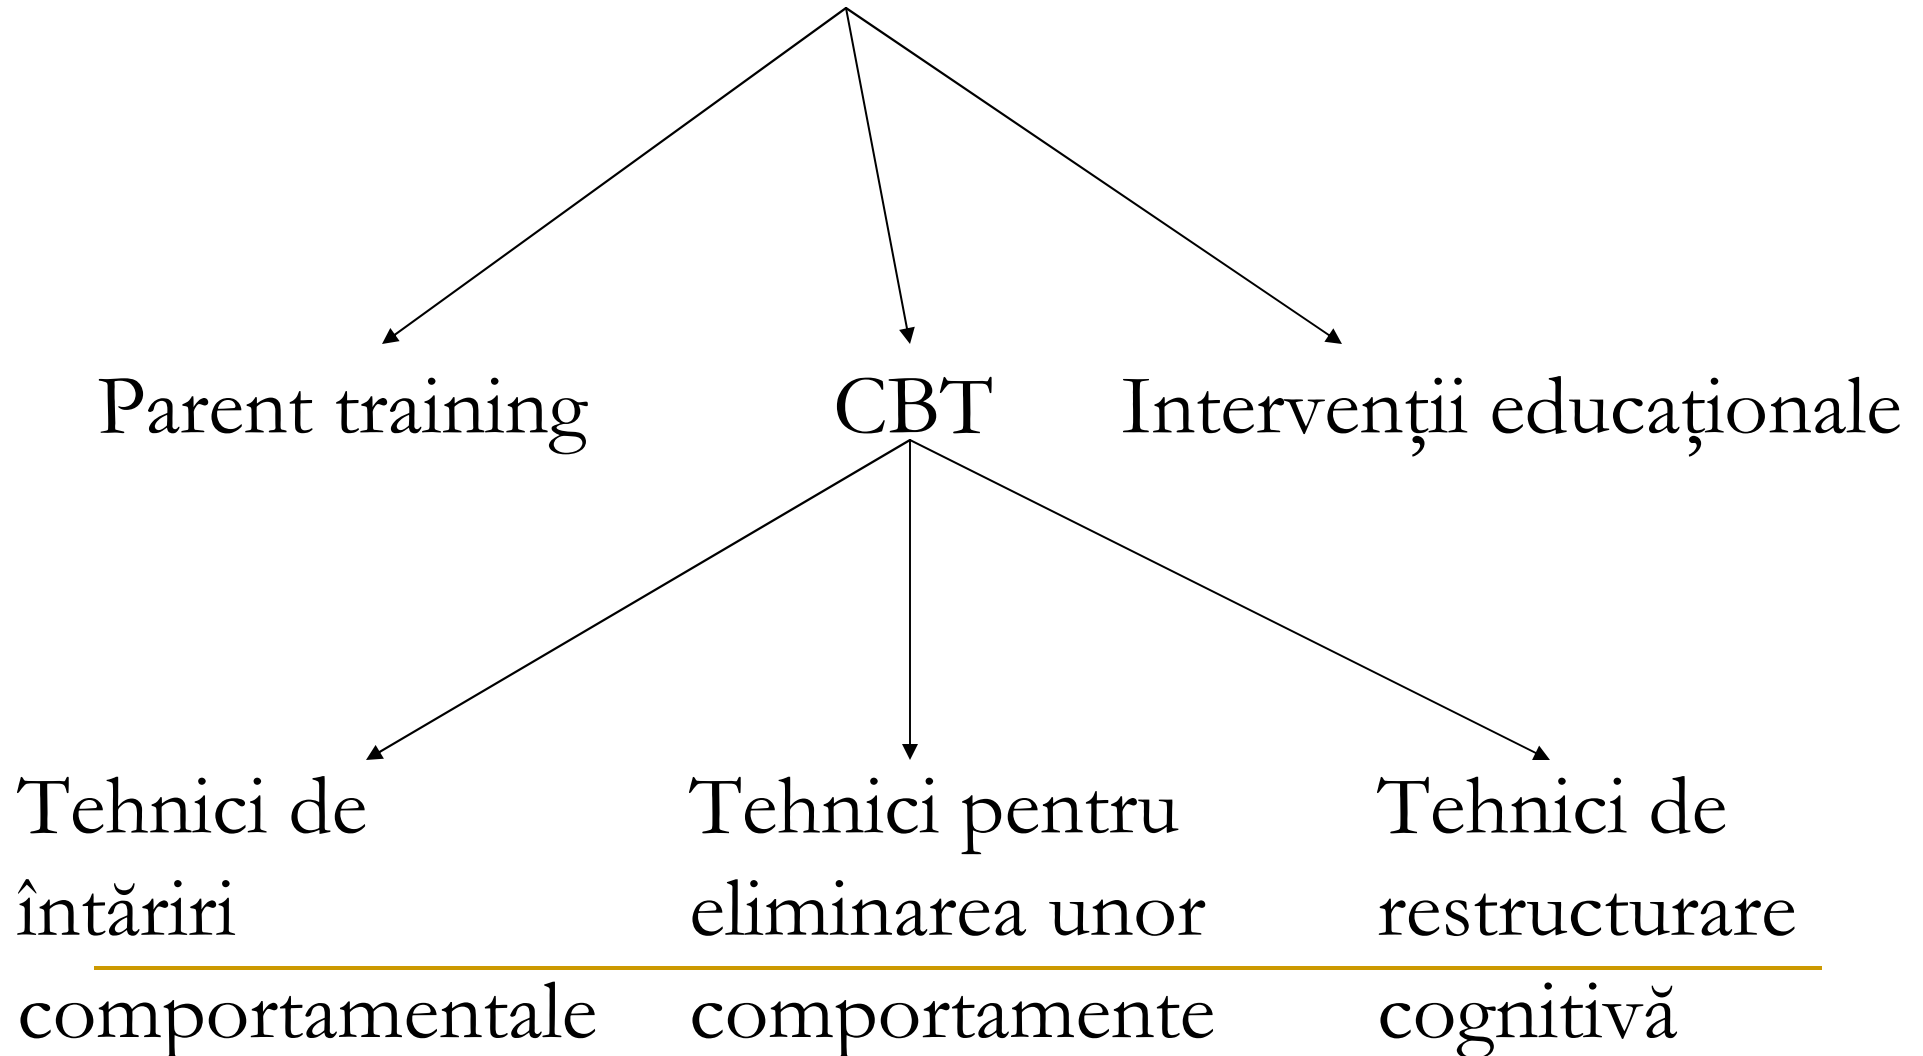 Parent training
CBT
Intervenții educaționale
Tehnici de
întăriri
comportamentale
Tehnici pentru
eliminarea unor
comportamente
Tehnici de
restructurare
cognitivă